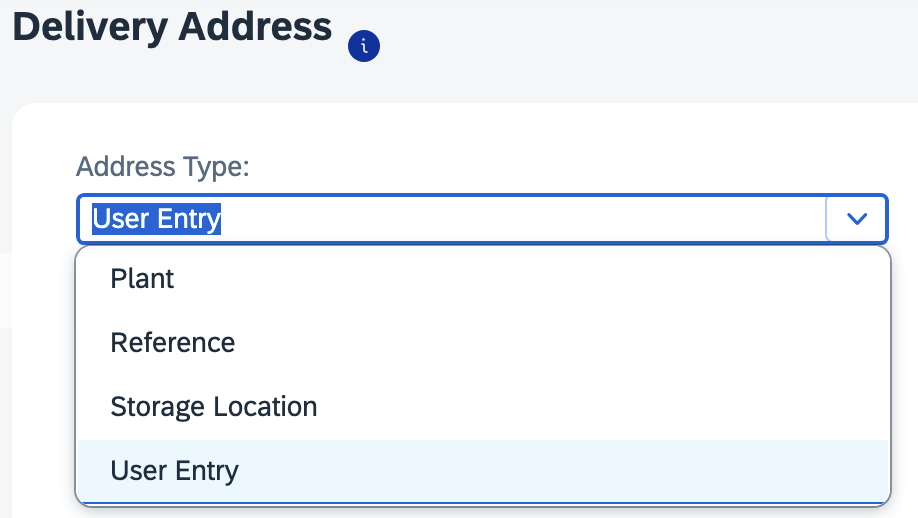 Delivery Address
i
Address Type:
User Entry
Plant
Reference
Storage Location
User Entry